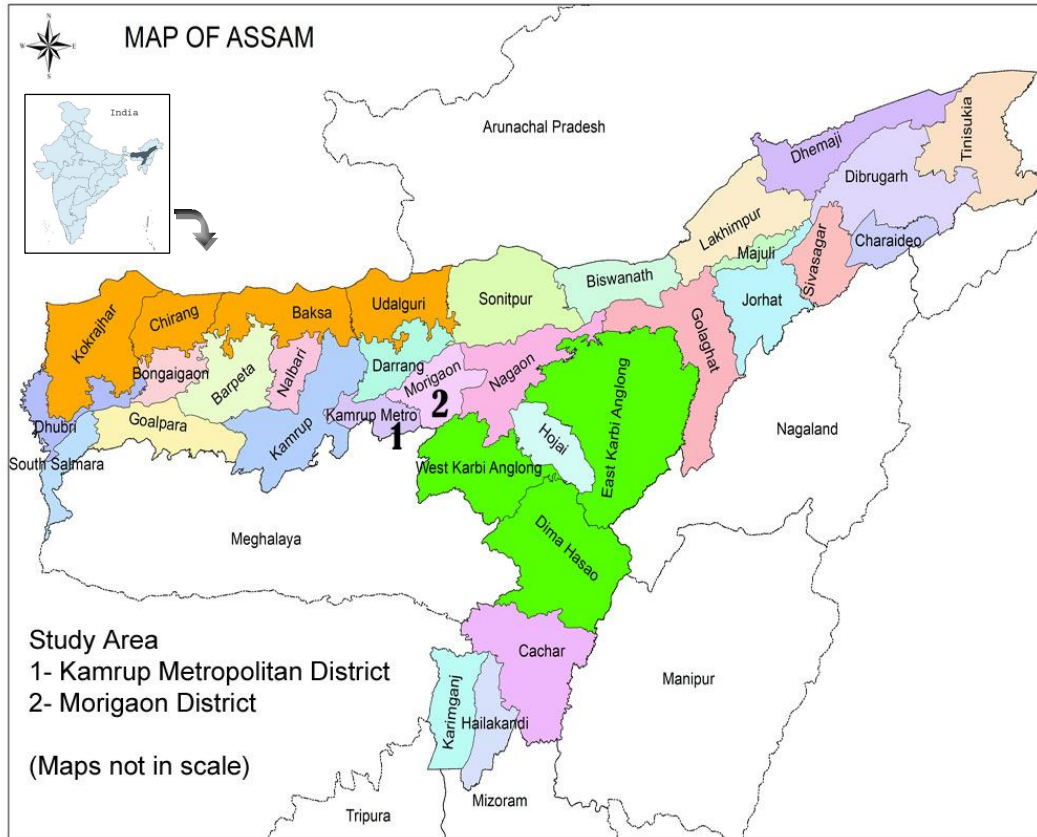 MAP OF ASSAM
N
W
E
S
India
Arunachal Pradesh
Tinisukia
Dhemaji
Dibrugarh
Lakhimpur
Majuli
Sivasagar
Charaideo
Jorhat
Biswanath
Sonitpur
Udalguri
Baksa
Chirang
Kokrajhar
Golaghat
Darrang
Morigaon
Nagaon
Nalbari
Barpeta
Bongaigaon
Dhubri
Goalpara
Kamrup
Kamrup Metro
1
2
South Salmara
West Karbi Anglong
Hojai
East Karbi Anglong
Nagaland
Meghalaya
Dima Hasao
Study Area
1- Kamrup Metropolitan District
2- Morigaon District
(Maps not in scale)
Cachar
Karimganj
Hailakandi
Manipur
Tripura
Mizoram